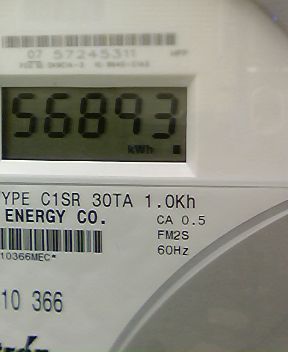 07 57245311
56893
kWh
YPE C1SR 30TA 1.0Kh
ENERGY CO.
CA 0.5
FM2S
60Hz
10366MEC*
10 366